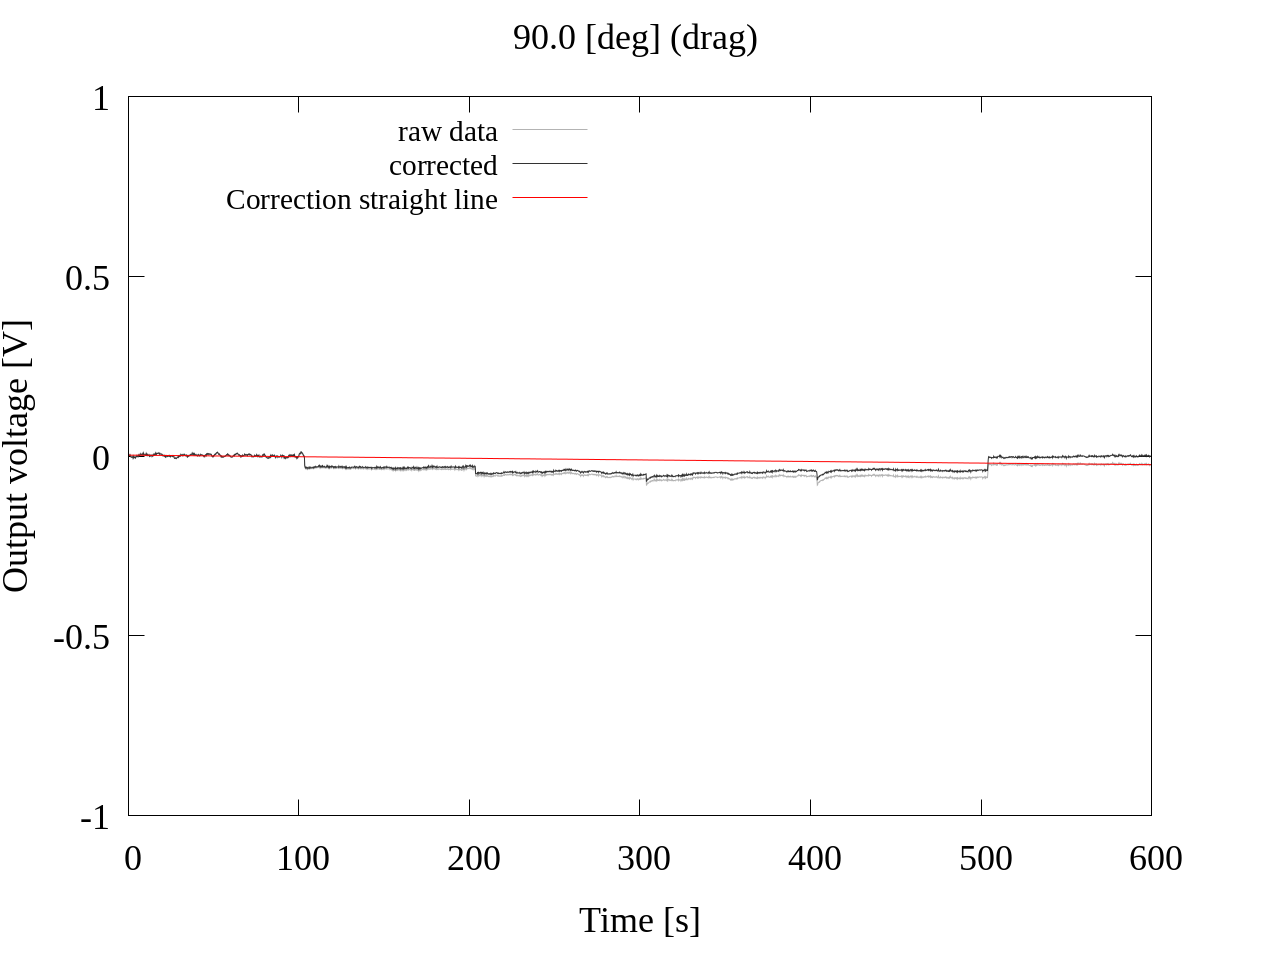 90.0 [deg] (drag)
1
0.5
0
-0.5
-1
Output voltage [V]
raw data
corrected
Correction straight line
0 100 200 300 400 500 600
Time [s]